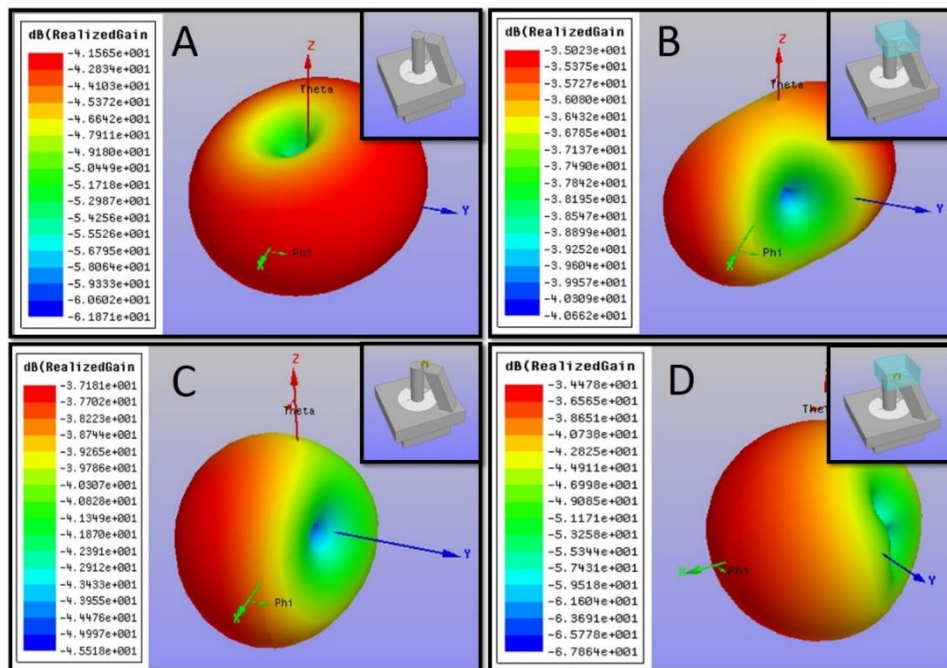 A
dB(RealizedGain
-4.1565e+001
-4.2834e+001
-4.4103e+001
-4.5372e+001
-4.6642e+001
-4.7911e+001
-4.9180e+001
-5.0449e+001
-5.1718e+001
-5.2987e+001
-5.4256e+001
-5.5526e+001
-5.6795e+001
-5.8064e+001
-5.9333e+001
-6.0602e+001
-6.1871e+001
Z
Theta
Y
Phi
X
B
dB(RealizedGain
-3.5023e+001
-3.5375e+001
-3.5727e+001
-3.6080e+001
-3.6432e+001
-3.6785e+001
-3.7137e+001
-3.7490e+001
-3.7842e+001
-3.8195e+001
-3.8547e+001
-3.8899e+001
-3.9252e+001
-3.9604e+001
-3.9957e+001
-4.0309e+001
-4.0662e+001
Z
Theta
Y
Phi
X
C
dB(RealizedGain
-3.7181e+001
-3.7702e+001
-3.8223e+001
-3.8744e+001
-3.9265e+001
-3.9786e+001
-4.0307e+001
-4.0828e+001
-4.1349e+001
-4.1870e+001
-4.2391e+001
-4.2912e+001
-4.3433e+001
-4.3955e+001
-4.4476e+001
-4.4997e+001
-4.5518e+001
Z
Theta
Y
Phi
X
D
dB(RealizedGain
-3.4478e+001
-3.6565e+001
-3.8651e+001
-4.0738e+001
-4.2825e+001
-4.4911e+001
-4.6998e+001
-4.9085e+001
-5.1171e+001
-5.3258e+001
-5.5344e+001
-5.7431e+001
-5.9518e+001
-6.1604e+001
-6.3691e+001
-6.5778e+001
-6.7864e+001
The
X
Phi
Y